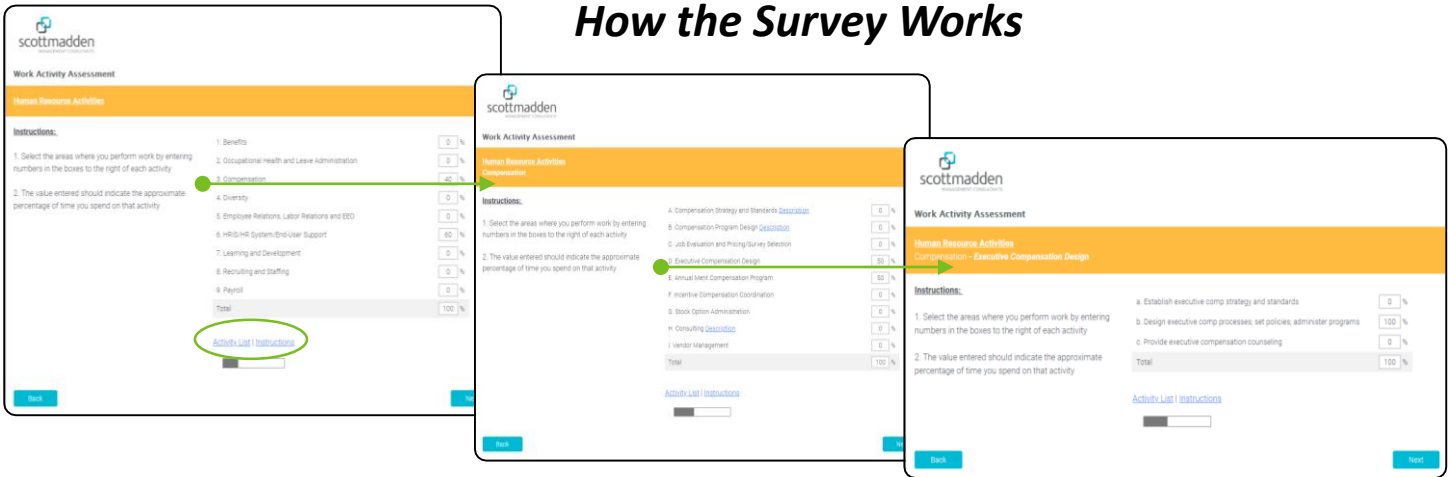 How the Survey Works
scottmadden
MANAGEMENT CONSULTANTS
Work Activity Assessment
Human Resource Activities
Instructions:
1. Select the areas where you perform work by entering
numbers in the boxes to the right of each activity
2. The value entered should indicate the approximate
percentage of time you spend on that activity
1. Benefits 0 %
2. Occupational Health and Leave Administration 0 %
3. Compensation 40 %
4. Diversity 0 %
5. Employee Relations, Labor Relations and EEO 0 %
6. HRIS/HR System/End-User Support 60 %
7. Learning and Development 0 %
8. Recruiting and Staffing 0 %
9. Payroll 0 %
Total 100 %
Activity List | Instructions
Back
scottmadden
MANAGEMENT CONSULTANTS
Work Activity Assessment
Human Resource Activities
Compensation
Instructions:
1. Select the areas where you perform work by entering
numbers in the boxes to the right of each activity
2. The value entered should indicate the approximate
percentage of time you spend on that activity
A. Compensation Strategy and Standards Description 0 %
B. Compensation Program Design Description 0 %
C. Job Evaluation and Pricing/Survey Selection 0 %
D. Executive Compensation Design 50 %
E. Annual Merit Compensation Program 50 %
F. Incentive Compensation Coordination 0 %
G. Stock Option Administration 0 %
H. Consulting Description 0 %
I. Vendor Management 0 %
Total 100 %
Activity List | Instructions
Back
scottmadden
MANAGEMENT CONSULTANTS
Work Activity Assessment
Human Resource Activities
Compensation - Executive Compensation Design
Instructions:
1. Select the areas where you perform work by entering
numbers in the boxes to the right of each activity
2. The value entered should indicate the approximate
percentage of time you spend on that activity
a. Establish executive comp strategy and standards 0 %
b. Design executive comp processes; set policies; administer programs 100 %
c. Provide executive compensation counseling 0 %
Total 100 %
Activity List | Instructions
Back
Next